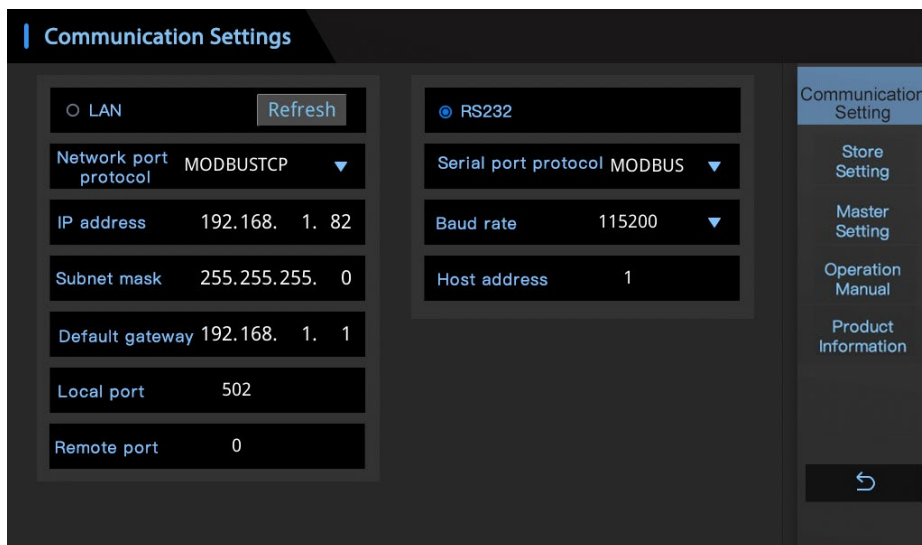 Communication Settings
LAN
Refresh
Network port
protocol
MODBUSTCP
IP address
192.168. 1. 82
Subnet mask
255.255.255. 0
Default gateway
192.168. 1. 1
Local port
502
Remote port
0
RS232
Serial port protocol
MODBUS
Baud rate
115200
Host address
1
Communication
Setting
Store
Setting
Master
Setting
Operation
Manual
Product
Information